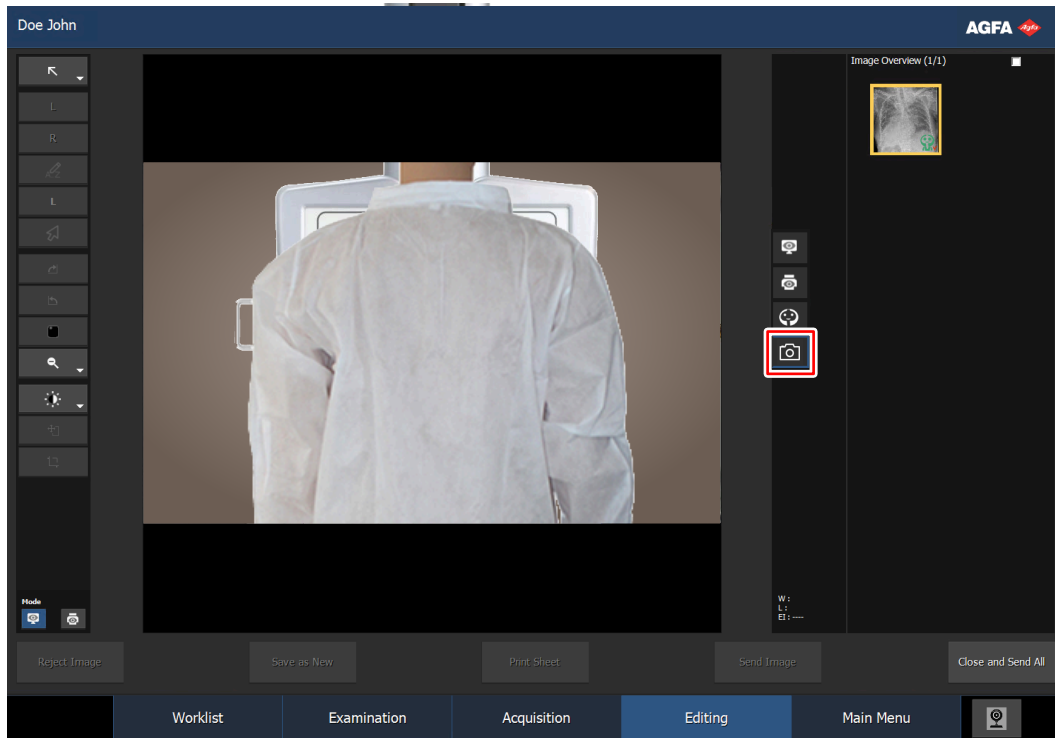 Doe John
AGFA
Image Overview (1/1)
L
R
L
Mode
W :
L :
EI : ----
Reject Image
Save as New
Print Sheet
Send Image
Close and Send All
Worklist
Examination
Acquisition
Editing
Main Menu